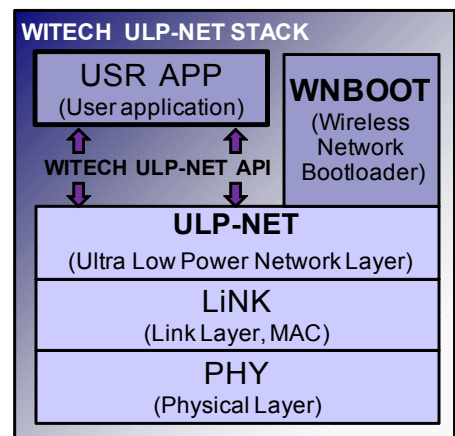 WITECH ULP-NET STACK
USR APP
(User application)
WNBOOT
(Wireless
Network
Bootloader)
WITECH ULP-NET API
ULP-NET
(Ultra Low Power Network Layer)
LiNK
(Link Layer, MAC)
PHY
(Physical Layer)